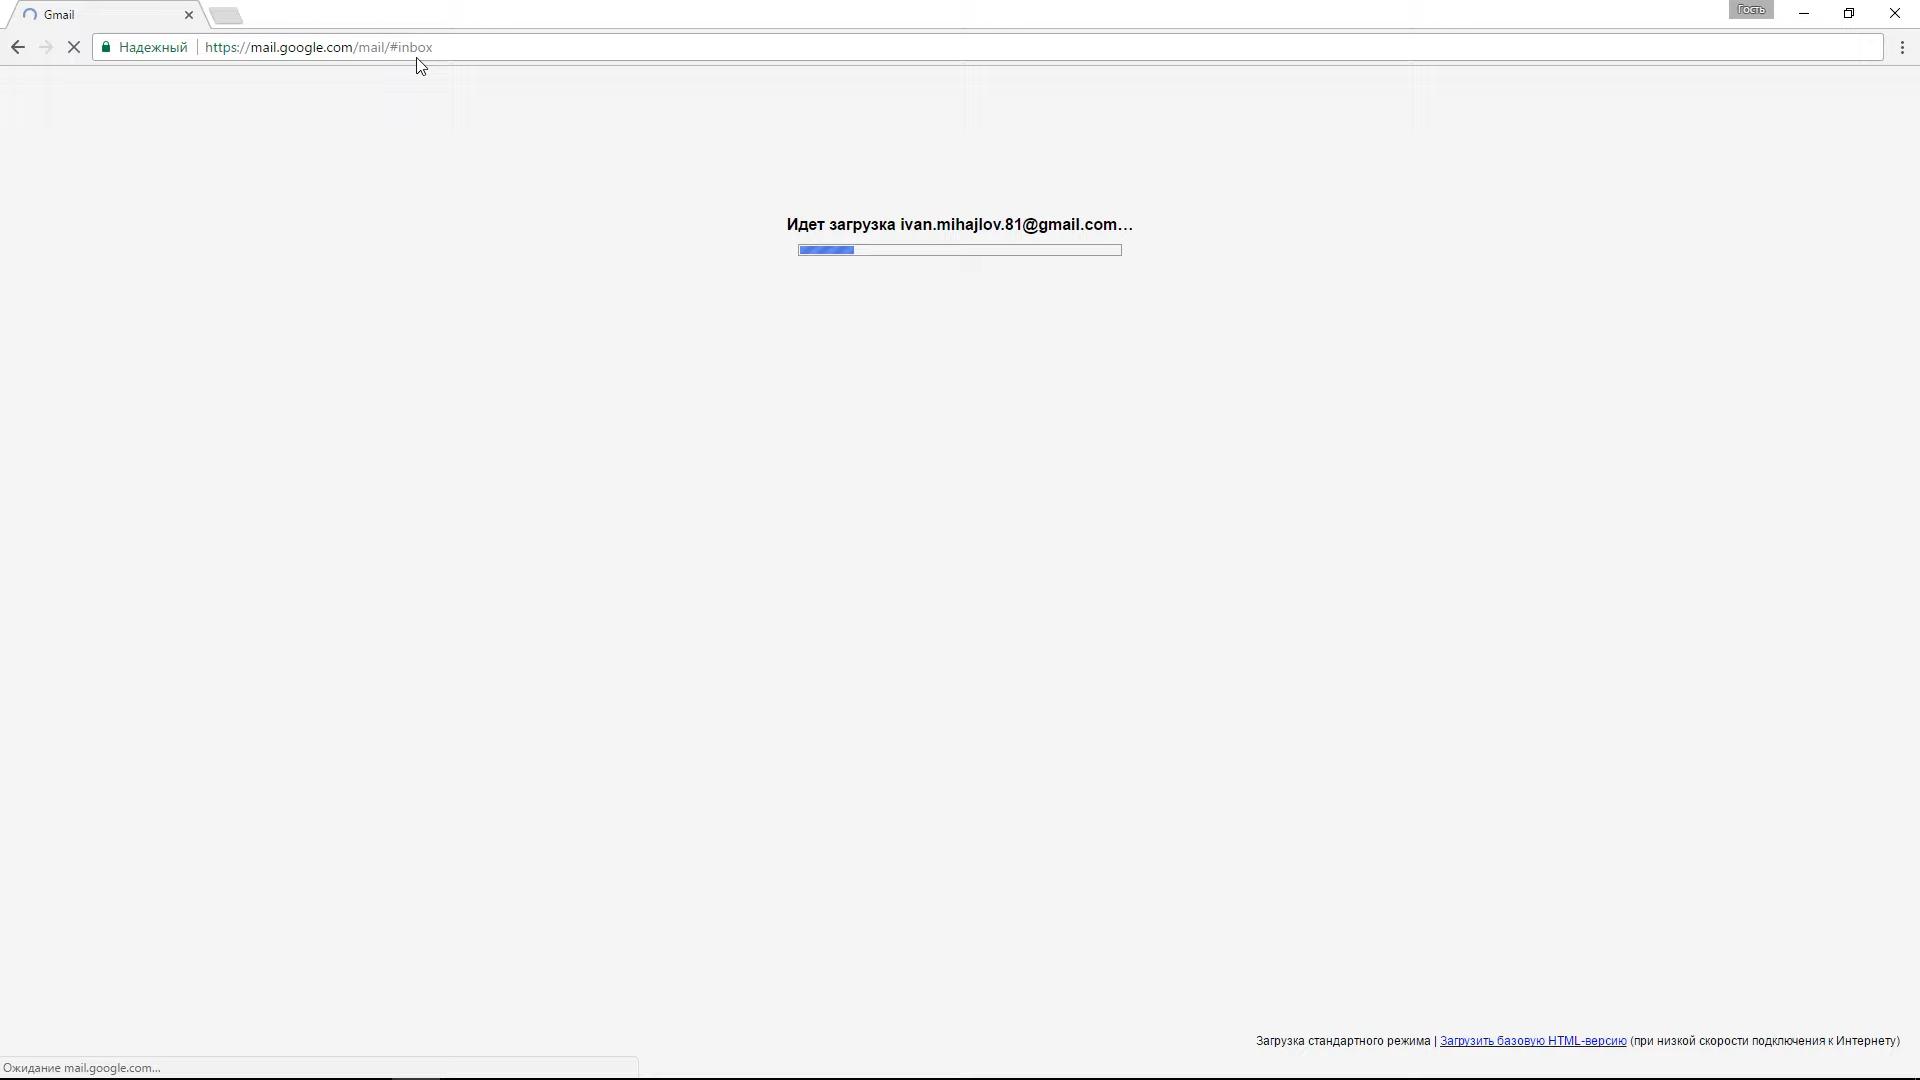 Gmail
Гость
Надежный https://mail.google.com/mail/#inbox
Идет загрузка ivan.mihajlov.81@gmail.com…
Загрузка стандартного режима | Загрузить базовую HTML-версию (при низкой скорости подключения к Интернету)
Ожидание mail.google.com...